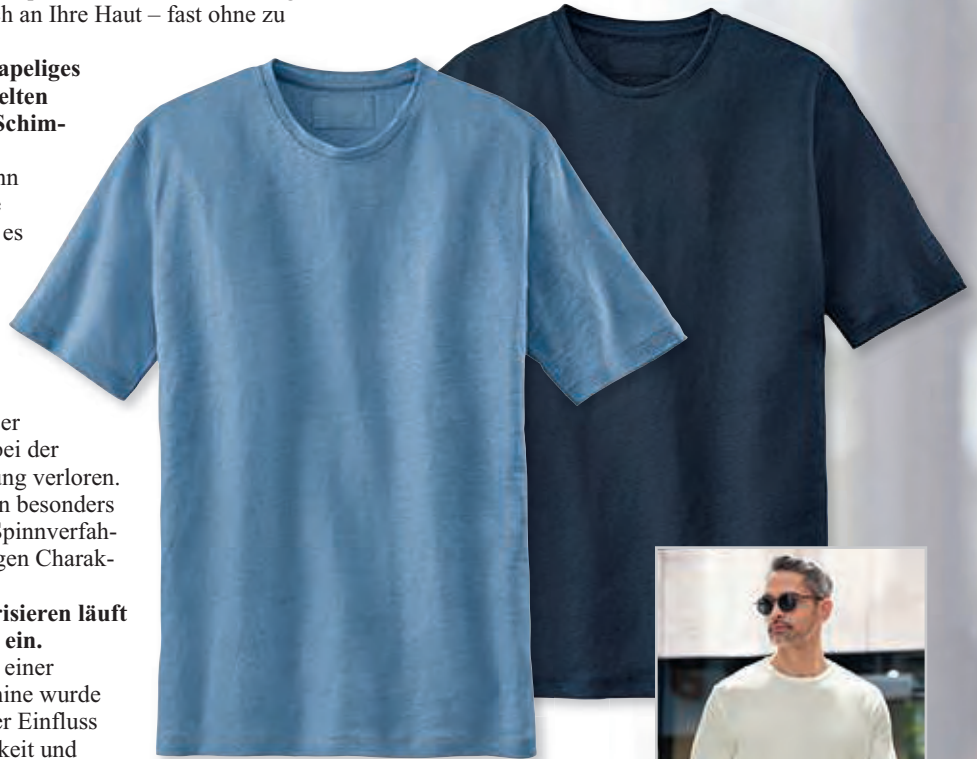 h an Ihre Haut – fast ohne zu
apeliges
elten
Schim-
nn
es
er
bei der
ung verloren.
n besonders
Spinnverfah-
gen Charak-
risieren läuft
ein.
einer
hine wurde
er Einfluss
keit und